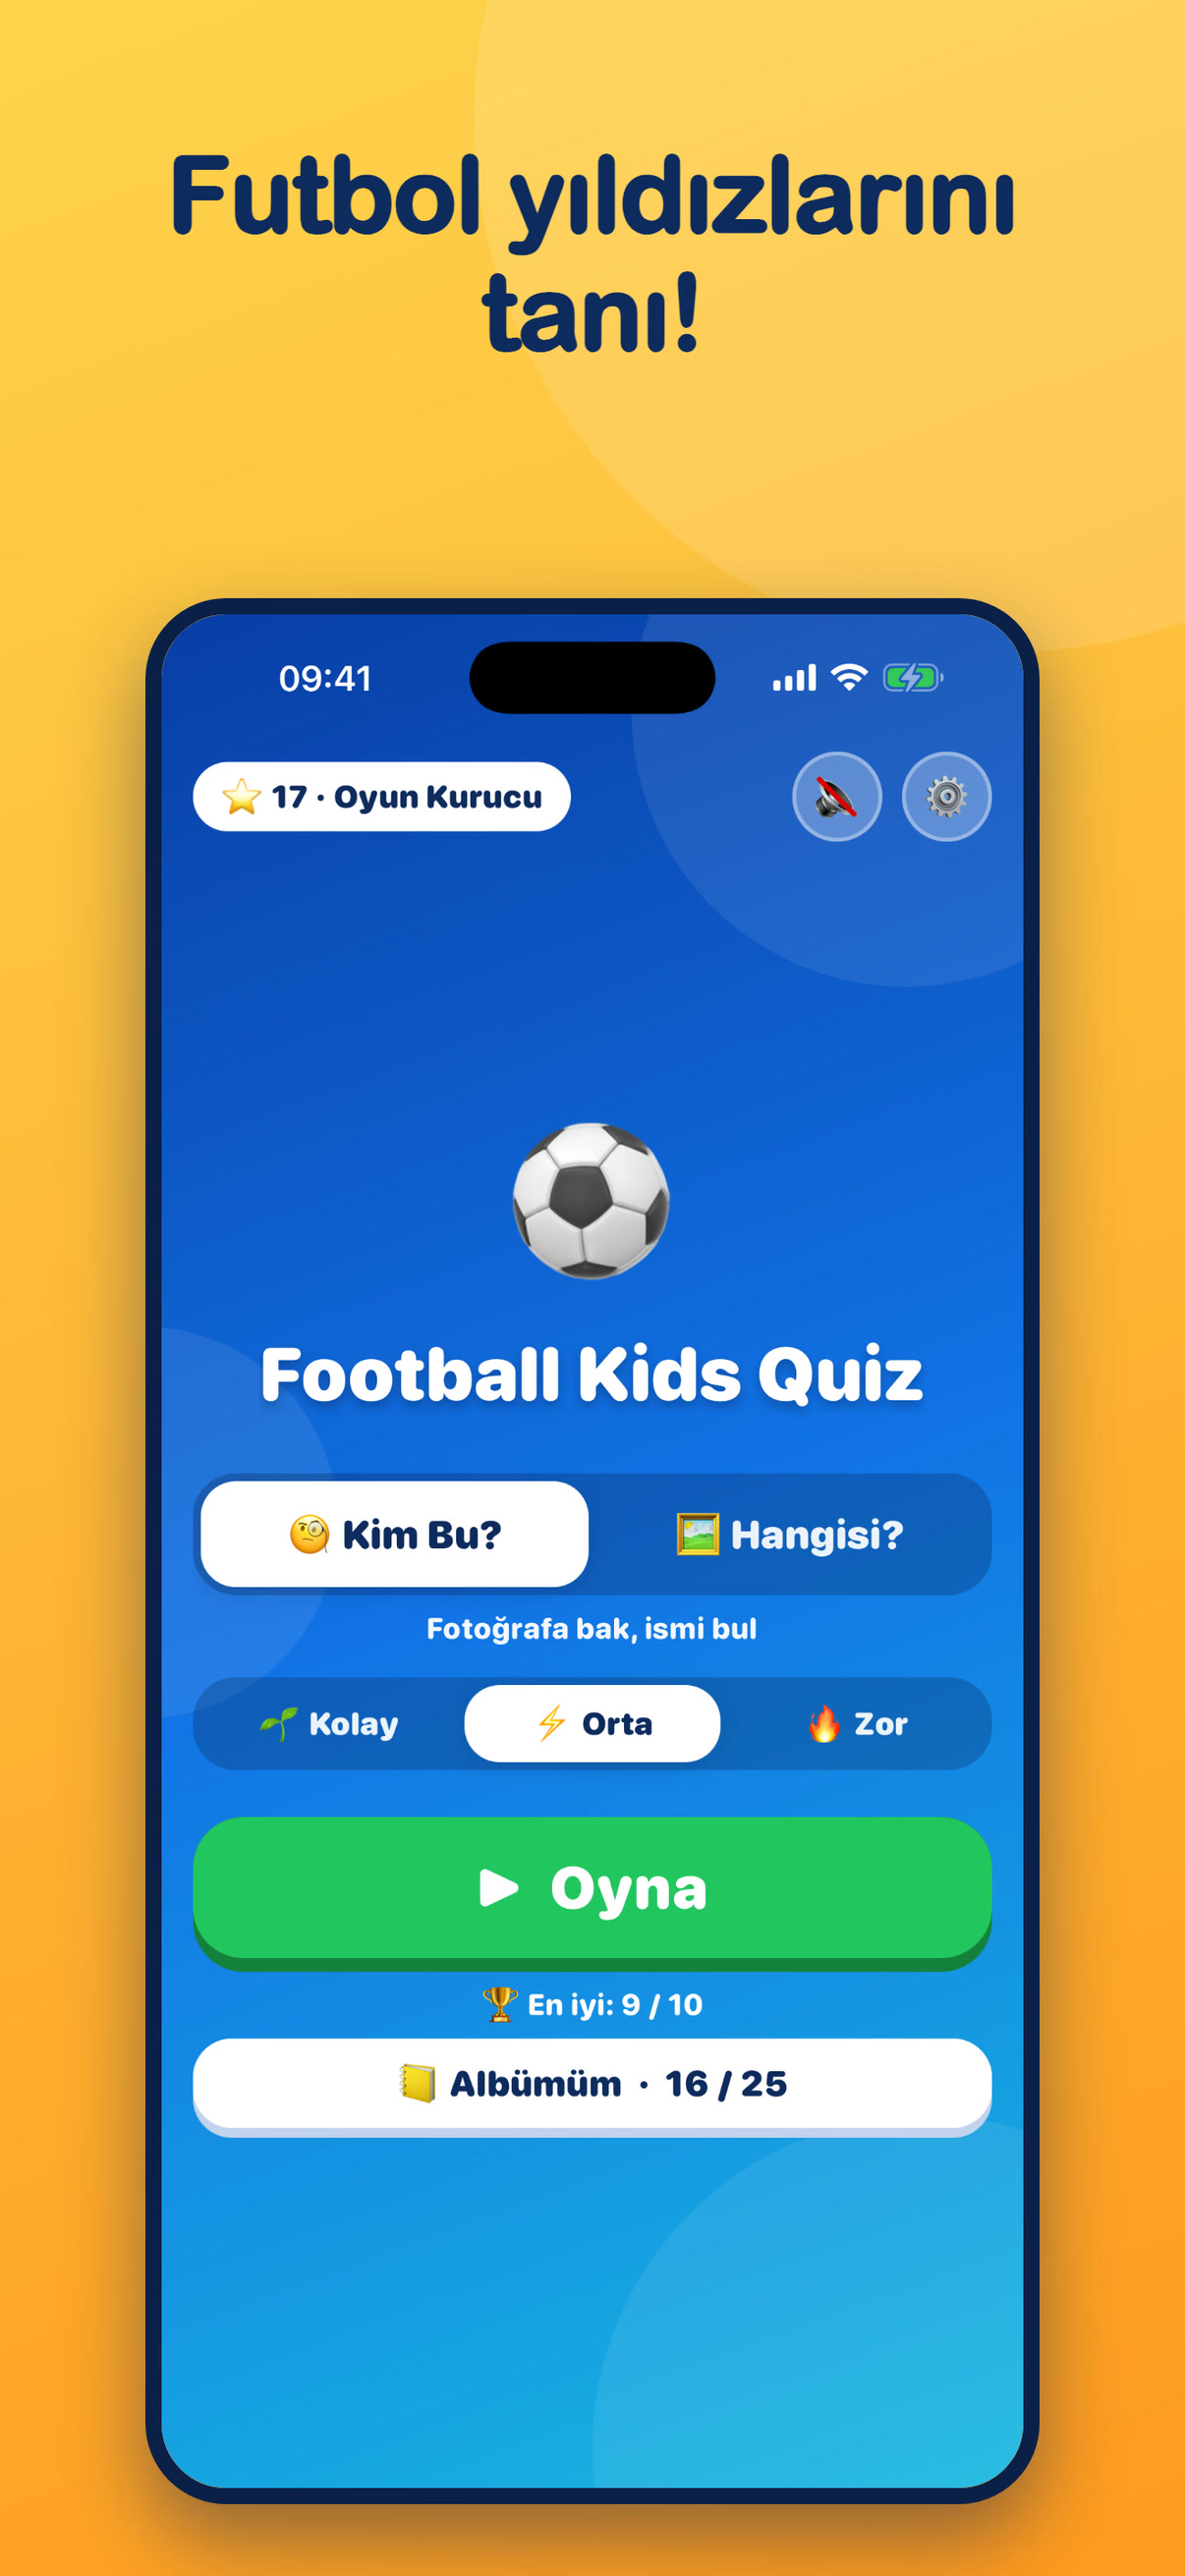 Futbol yıldızlarını
tanı!
09:41
17 · Oyun Kurucu
Football Kids Quiz
Kim Bu?
Hangisi?
Fotoğrafa bak, ismi bul
Kolay
Orta
Zor
Oyna
En iyi: 9 / 10
Albümüm · 16 / 25